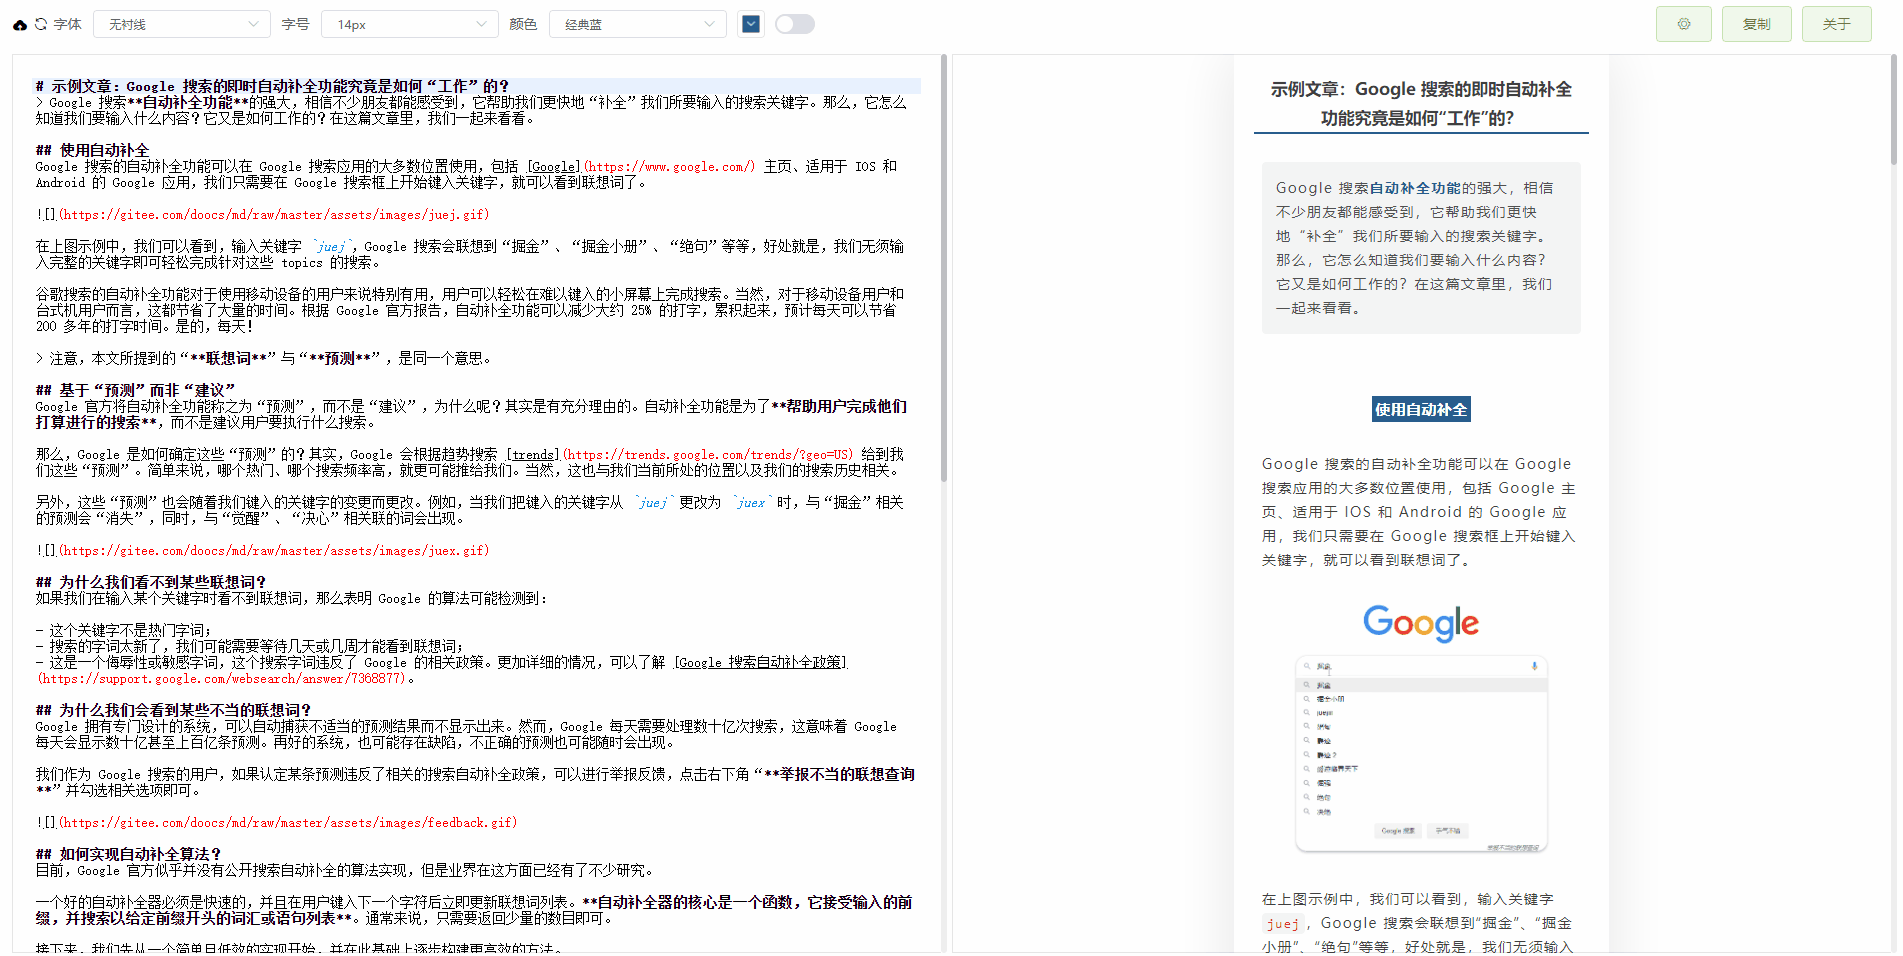 字体 无衬线 字号 14px 颜色 经典蓝 复制 关于
# 示例文章：Google 搜索的即时自动补全功能究竟是如何“工作”的？
> Google 搜索**自动补全功能**的强大，相信不少朋友都能感受到，它帮助我们更快地“补全”我们所要输入的搜索关键字。那么，它怎么
知道我们要输入什么内容？它又是如何工作的？在这篇文章里，我们一起来看看。
## 使用自动补全
Google 搜索的自动补全功能可以在 Google 搜索应用的大多数位置使用，包括 [Google](https://www.google.com/) 主页、适用于 IOS 和
Android 的 Google 应用，我们只需要在 Google 搜索框上开始键入关键字，就可以看到联想词了。
![](https://gitee.com/doocs/md/raw/master/assets/images/juej.gif)
在上图示例中，我们可以看到，输入关键字 `juej`，Google 搜索会联想到“掘金”、“掘金小册”、“绝句”等等，好处就是，我们无须输
入完整的关键字即可轻松完成针对这些 topics 的搜索。
谷歌搜索的自动补全功能对于使用移动设备的用户来说特别有用，用户可以轻松在难以键入的小屏幕上完成搜索。当然，对于移动设备用户和
台式机用户而言，这都节省了大量的时间。根据 Google 官方报告，自动补全功能可以减少大约 25% 的打字，累积起来，预计每天可以节省
200 多年的打字时间。是的，每天！
> 注意，本文所提到的“**联想词**”与“**预测**”，是同一个意思。
## 基于“预测”而非“建议”
Google 官方将自动补全功能称之为“预测”，而不是“建议”，为什么呢？其实是有充分理由的。自动补全功能是为了**帮助用户完成他们
打算进行的搜索**，而不是建议用户要执行什么搜索。
那么，Google 是如何确定这些“预测”的？其实，Google 会根据趋势搜索 [trends](https://trends.google.com/trends/?geo=US) 给到我
们这些“预测”。简单来说，哪个热门、哪个搜索频率高，就更可能推给我们。当然，这也与我们当前所处的位置以及我们的搜索历史相关。
另外，这些“预测”也会随着我们键入的关键字的变更而更改。例如，当我们把键入的关键字从 `juej` 更改为 `juex` 时，与“掘金”相关
的预测会“消失”，同时，与“觉醒”、“决心”相关联的词会出现。
![](https://gitee.com/doocs/md/raw/master/assets/images/juex.gif)
## 为什么我们看不到某些联想词？
如果我们在输入某个关键字时看不到联想词，那么表明 Google 的算法可能检测到：
- 这个关键字不是热门字词；
- 搜索的字词太新了，我们可能需要等待几天或几周才能看到联想词；
- 这是一个侮辱性或敏感字词，这个搜索字词违反了 Google 的相关政策。更加详细的情况，可以了解 [Google 搜索自动补全政策]
(https://support.google.com/websearch/answer/7368877)。
## 为什么我们会看到某些不当的联想词？
Google 拥有专门设计的系统，可以自动捕获不适当的预测结果而不显示出来。然而，Google 每天需要处理数十亿次搜索，这意味着 Google
每天会显示数十亿甚至上百亿条预测。再好的系统，也可能存在缺陷，不正确的预测也可能随时会出现。
我们作为 Google 搜索的用户，如果认定某条预测违反了相关的搜索自动补全政策，可以进行举报反馈，点击右下角“**举报不当的联想查询
**”并勾选相关选项即可。
![](https://gitee.com/doocs/md/raw/master/assets/images/feedback.gif)
## 如何实现自动补全算法？
目前，Google 官方似乎并没有公开搜索自动补全的算法实现，但是业界在这方面已经有了不少研究。
一个好的自动补全器必须是快速的，并且在用户键入下一个字符后立即更新联想词列表。**自动补全器的核心是一个函数，它接受输入的前
缀，并搜索以给定前缀开头的词汇或语句列表**。通常来说，只需要返回少量的数目即可。
接下来，我们先从一个简单且低效的实现开始，并在此基础上逐步构建更高效的方法。
示例文章：Google 搜索的即时自动补全
功能究竟是如何“工作”的？
Google 搜索自动补全功能的强大，相信
不少朋友都能感受到，它帮助我们更快
地“补全”我们所要输入的搜索关键字。
那么，它怎么知道我们要输入什么内容？
它又是如何工作的？在这篇文章里，我们
一起来看看。
使用自动补全
Google 搜索的自动补全功能可以在 Google
搜索应用的大多数位置使用，包括 Google 主
页、适用于 IOS 和 Android 的 Google 应
用，我们只需要在 Google 搜索框上开始键入
关键字，就可以看到联想词了。
Google
掘金
掘金小册
绝句
Google 搜索
在上图示例中，我们可以看到，输入关键字
juej，Google 搜索会联想到“掘金”、“掘金
小册”、“绝句”等等，好处就是，我们无须输入